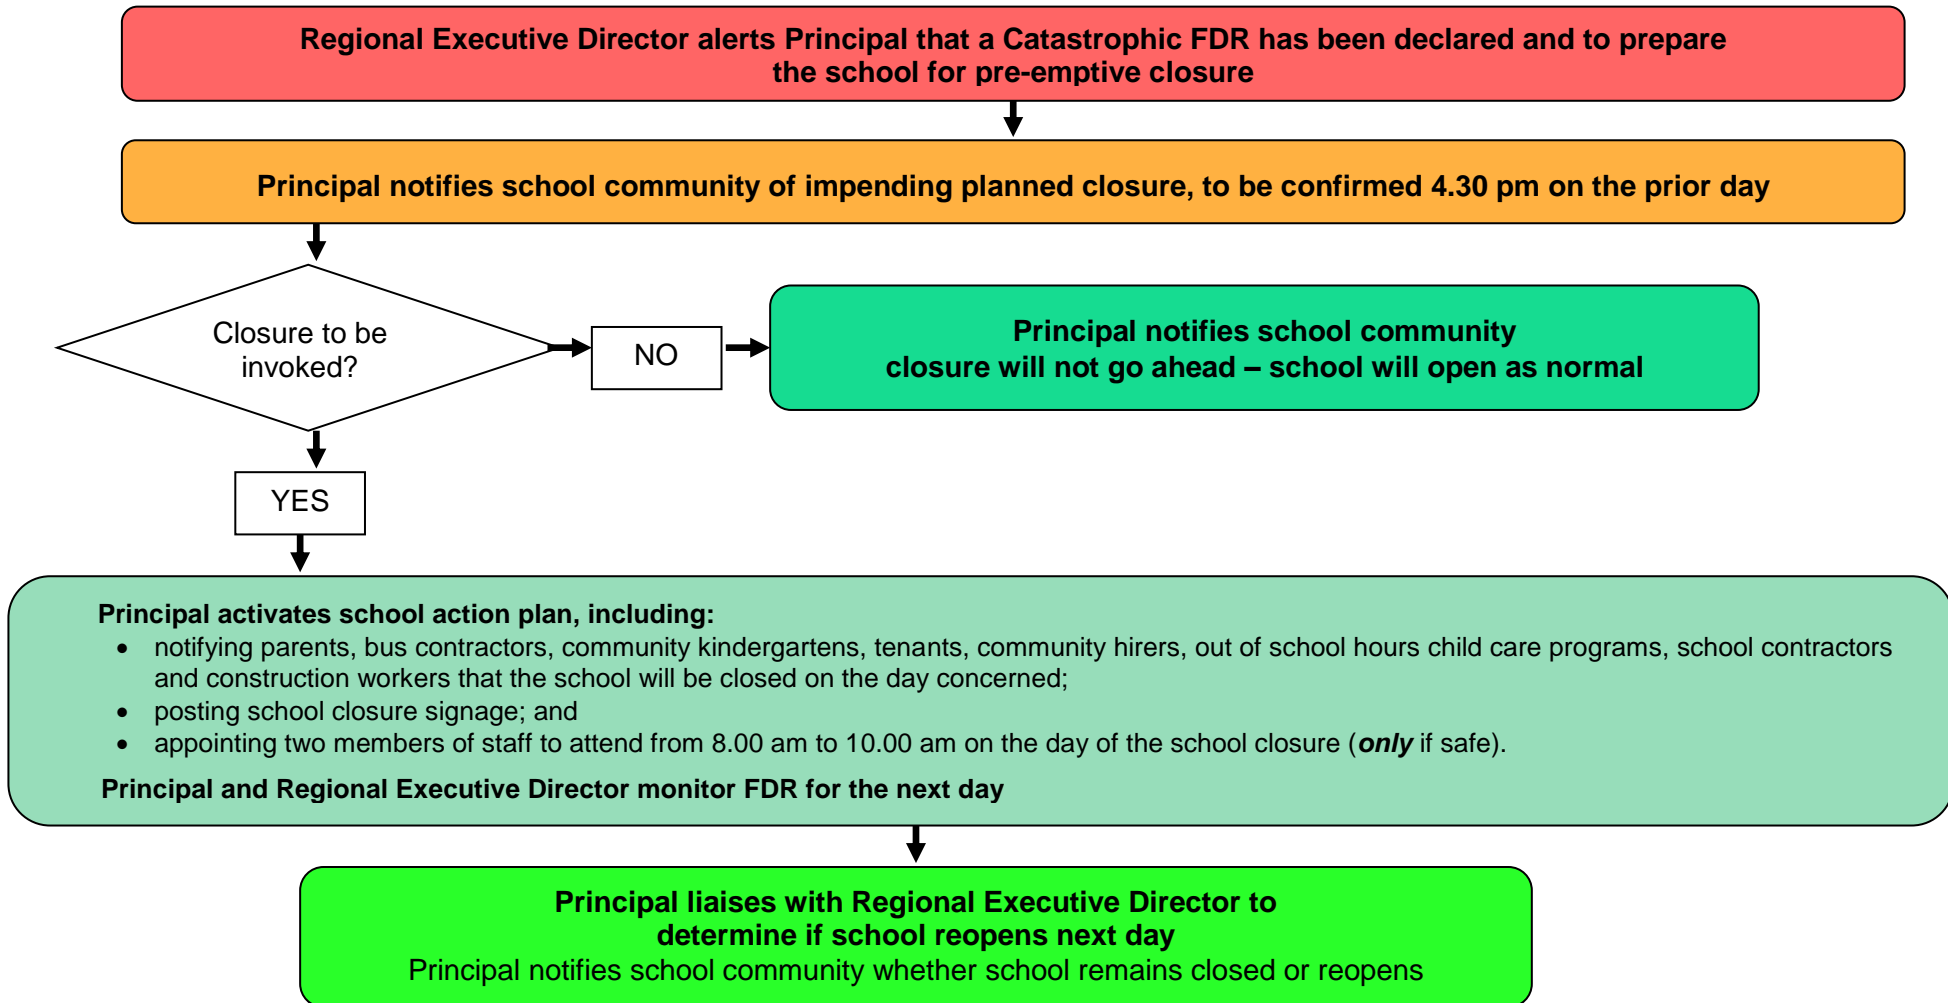 Regional Executive Director alerts Principal that a Catastrophic FDR has been declared and to prepare
the school for pre-emptive closure
Principal notifies school community of impending planned closure, to be confirmed 4.30 pm on the prior day
Closure to be
invoked?
NO
Principal notifies school community
closure will not go ahead – school will open as normal
YES
Principal activates school action plan, including:
• notifying parents, bus contractors, community kindergartens, tenants, community hirers, out of school hours child care programs, school contractors
and construction workers that the school will be closed on the day concerned;
• posting school closure signage; and
• appointing two members of staff to attend from 8.00 am to 10.00 am on the day of the school closure (only if safe).
Principal and Regional Executive Director monitor FDR for the next day
Principal liaises with Regional Executive Director to
determine if school reopens next day
Principal notifies school community whether school remains closed or reopens